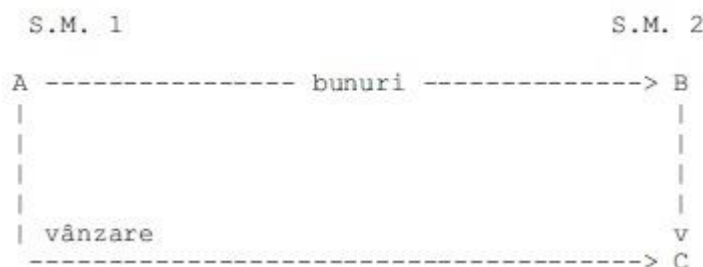 S.M. 1 S.M. 2
A ---------------- bunuri --------------> B
| |
| |
| |
| |
| vânzare v
---------------------------------------> C